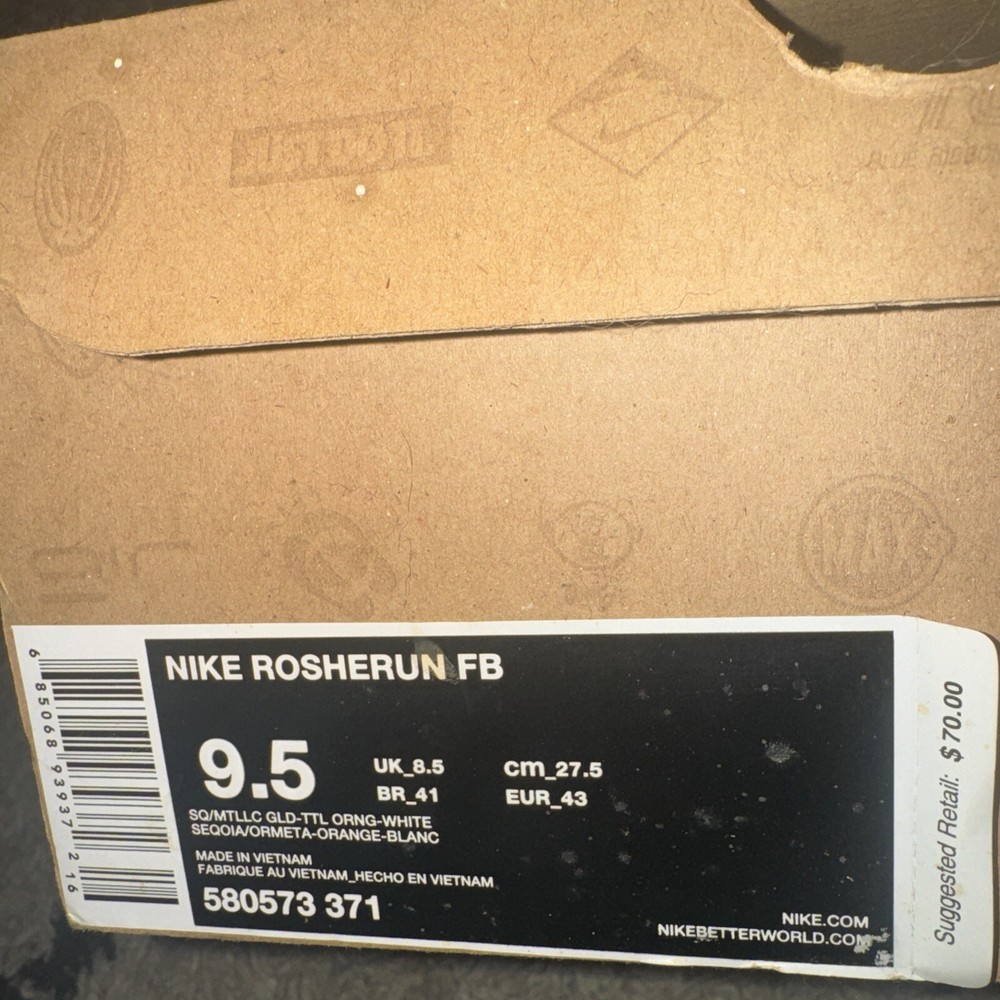 NIKE ROSHERUN FB
9.5
UK_8.5
cm_27.5
BR_41
EUR_43
SQ/MTLLC GLD-TTL ORNG-WHITE
SEQOIA/ORMETA-ORANGE-BLANC
MADE IN VIETNAM
FABRIQUE AU VIETNAM_HECHO EN VIETNAM
580573 371
NIKE.COM
NIKEBETTERWORLD.COM
6 85068 93937 2 16
Suggested Retail: $70.00